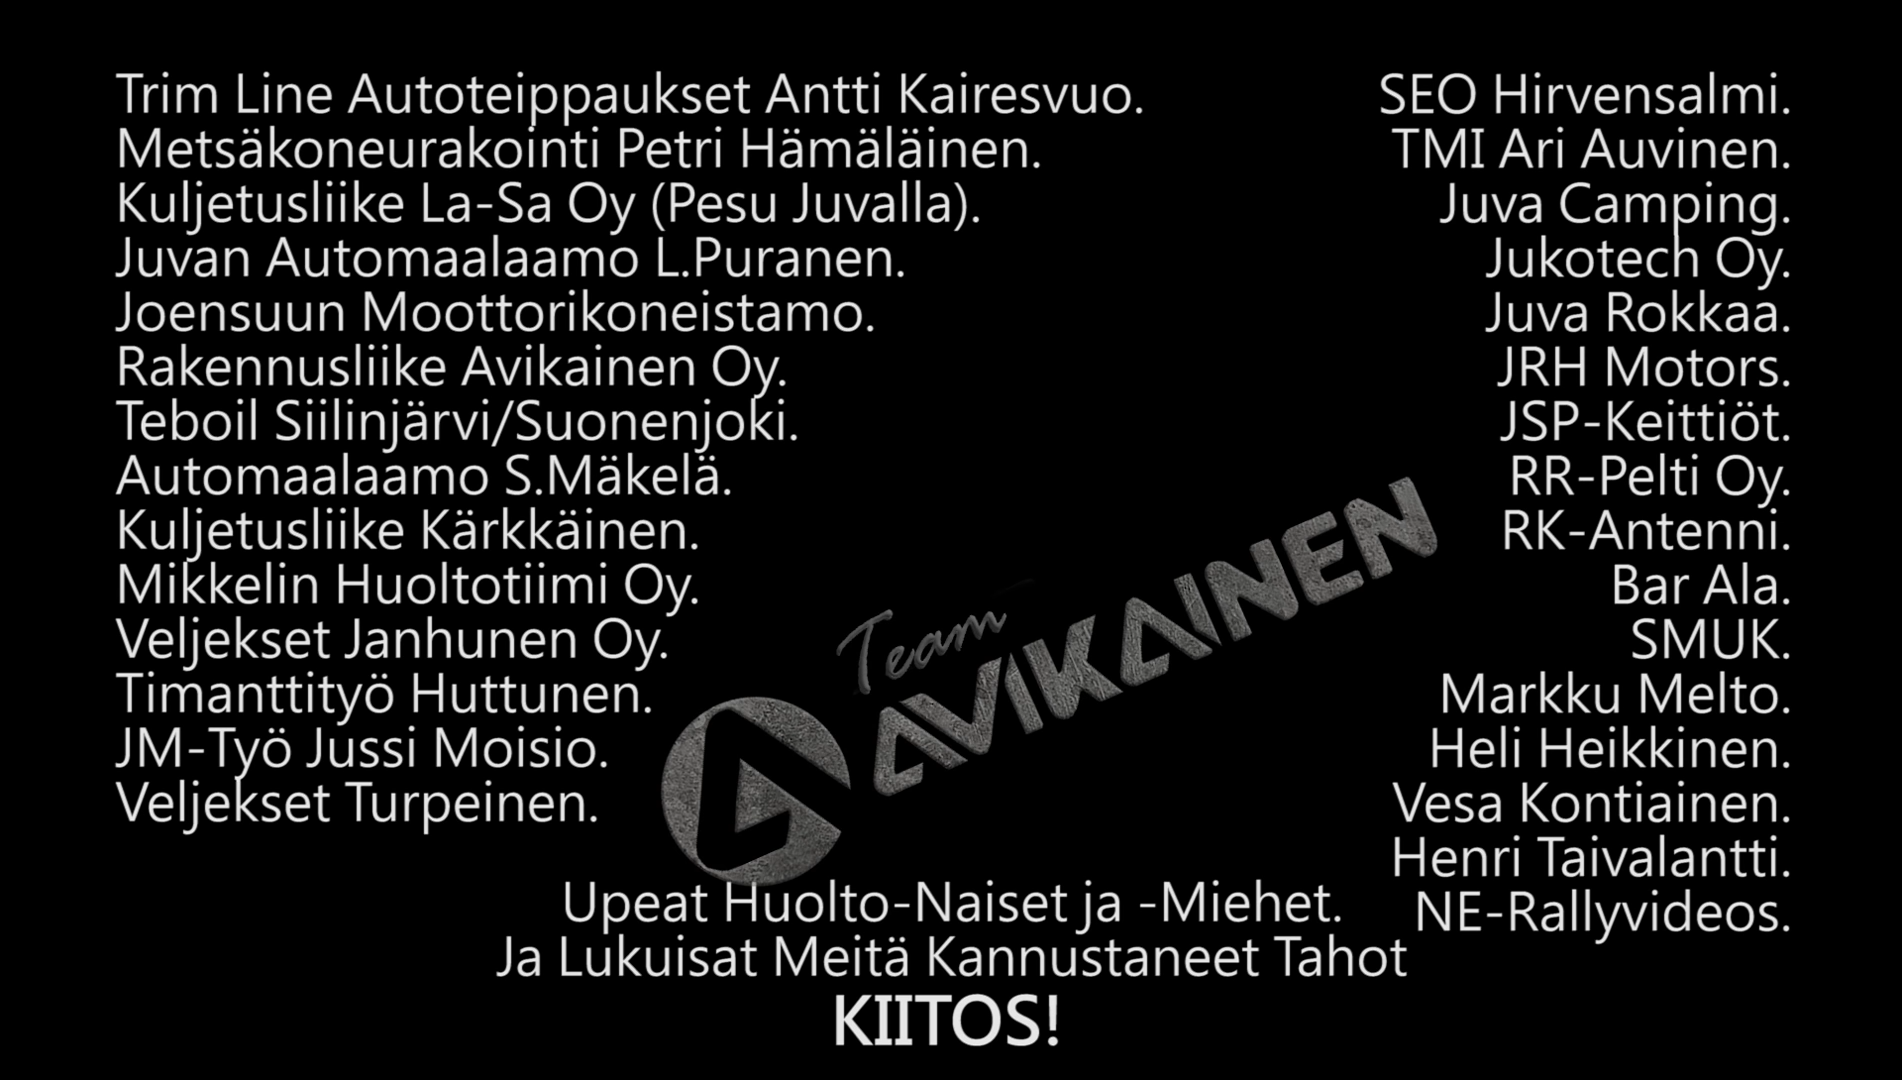 Trim Line Autoteippaukset Antti Kairesvuo.
Metsäkoneurakointi Petri Hämäläinen.
Kuljetusliike La-Sa Oy (Pesu Juvalla).
Juvan Automaalaamo L.Puranen.
Joensuun Moottorikoneistamo.
Rakennusliike Avikainen Oy.
Teboil Siilinjärvi/Suonenjoki.
Automaalaamo S.Mäkelä.
Kuljetusliike Kärkkäinen.
Mikkelin Huoltotiimi Oy.
Veljekset Janhunen Oy.
Timanttityö Huttunen.
JM-Työ Jussi Moisio.
Veljekset Turpeinen.
SEO Hirvensalmi.
TMI Ari Auvinen.
Juva Camping.
Jukotech Oy.
Juva Rokkaa.
JRH Motors.
JSP-Keittiöt.
RR-Pelti Oy.
RK-Antenni.
Bar Ala.
SMUK.
Markku Melto.
Heli Heikkinen.
Vesa Kontiainen.
Henri Taivalantti.
NE-Rallyvideos.
Team
AVIKAINEN
Upeat Huolto-Naiset ja -Miehet.
Ja Lukuisat Meitä Kannustaneet Tahot
KIITOS!